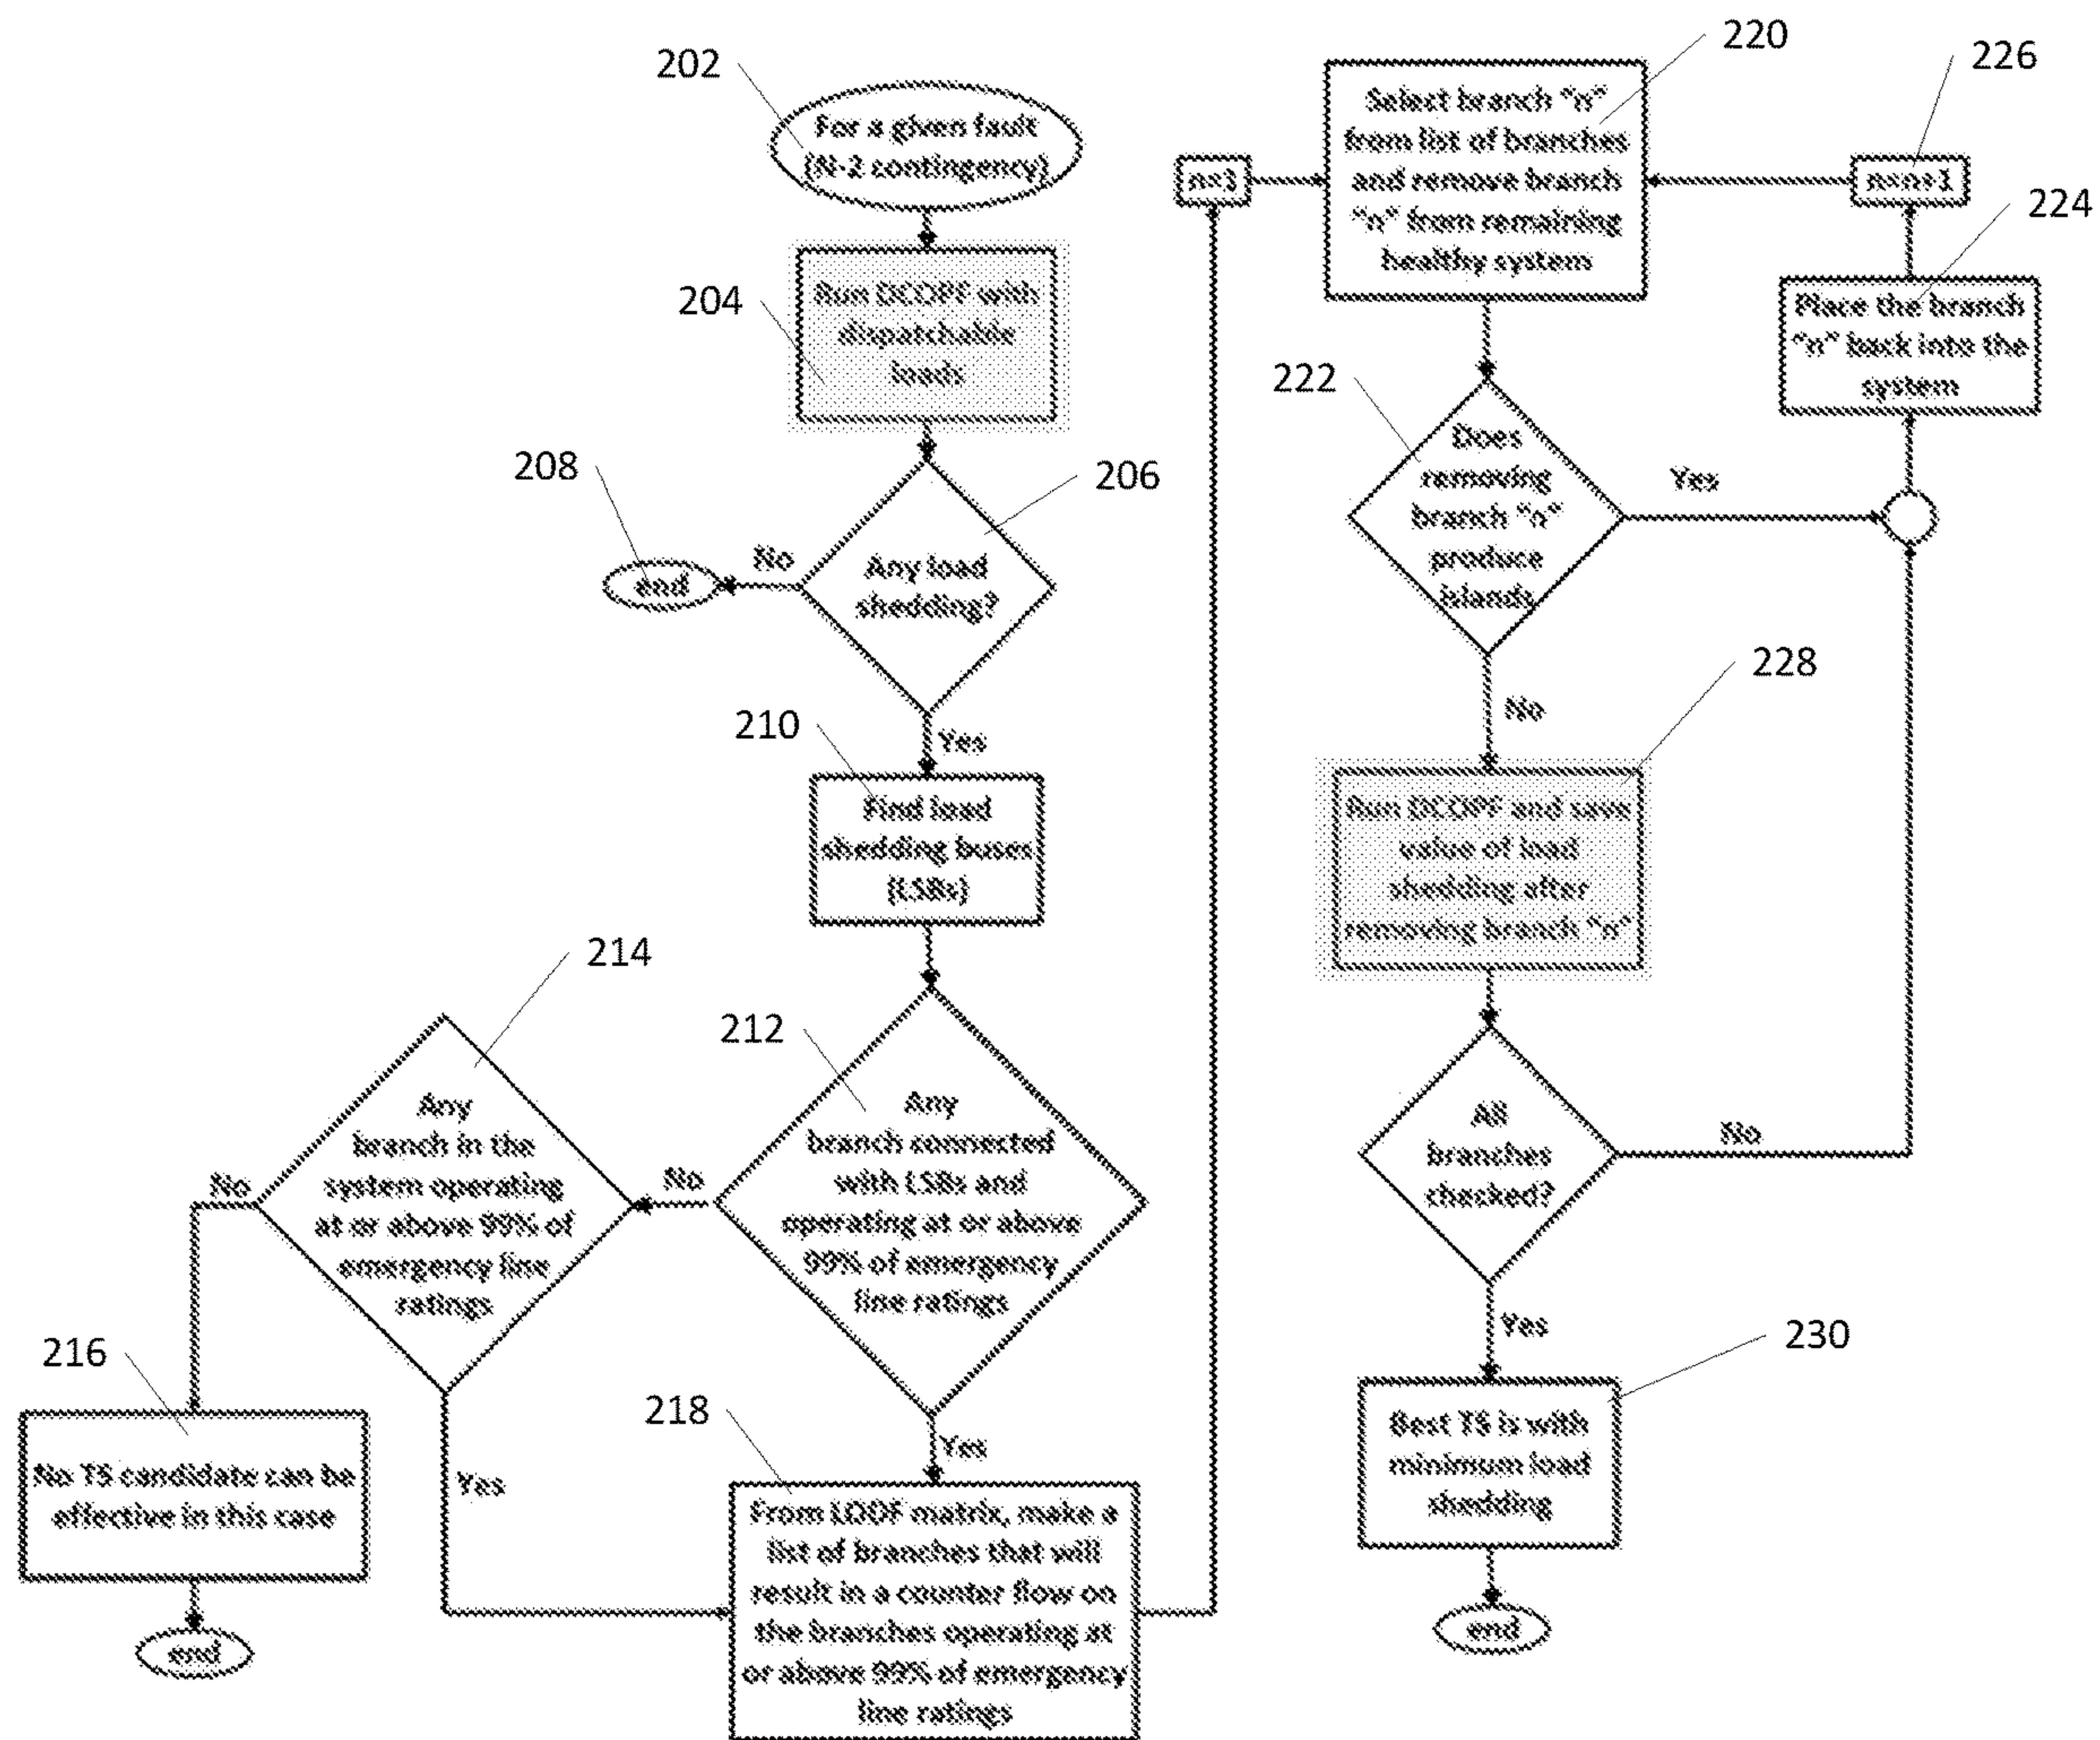 202
For a given fault
(N-2 contingency)
204
Run DCOPF with
dispatchable
loads
206
Any load
shedding?
No
208
end
Yes
210
Find load
shedding buses
(LSBs)
212
Any
branch connected
with LSBs and
operating at or above
99% of emergency
line ratings
No
214
Any
branch in the
system operating
at or above 99% of
emergency line
ratings
No
216
No TS candidate can be
effective in this case
end
Yes
Yes
218
From LODF matrix, make a
list of branches that will
result in a counter flow on
the branches operating at
or above 99% of emergency
line ratings
n=1
220
Select branch "n"
from list of branches
and remove branch
"n" from remaining
healthy system
226
n=n+1
224
Place the branch
"n" back into the
system
222
Does
removing
branch "n"
produce
islands
Yes
No
228
Run DCOPF and save
value of load
shedding after
removing branch "n"
All
branches
checked?
No
Yes
230
Best TS is with
minimum load
shedding
end